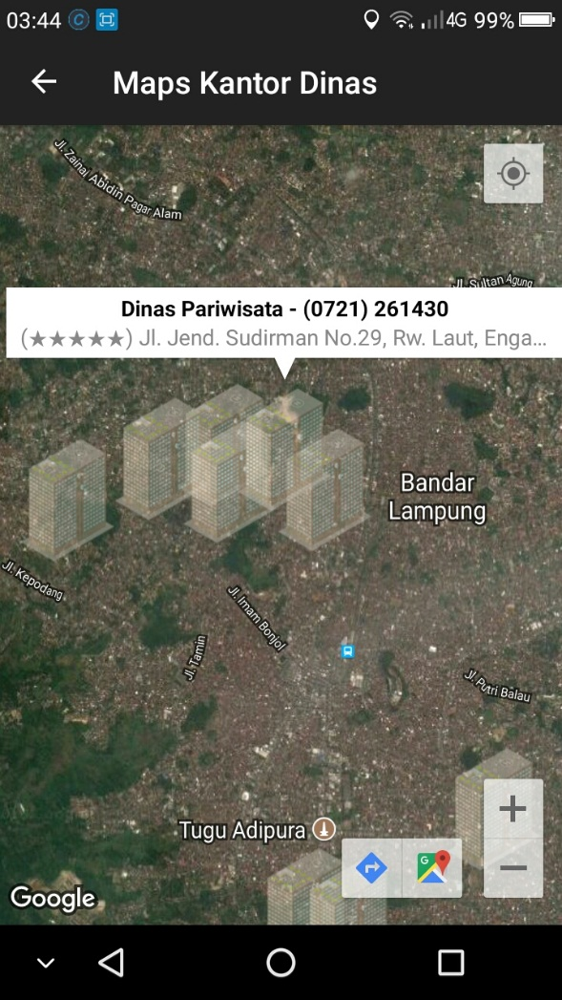 03:44 4G 99%
Maps Kantor Dinas
Jl. Zainal Abidin Pagar Alam
Jl. Sultan Agung
Dinas Pariwisata - (0721) 261430
(★★★★★) Jl. Jend. Sudirman No.29, Rw. Laut, Enga...
Bandar
Lampung
Jl. Kepodang
Jl. Imam Bonjol
Jl. Tamin
Jl. Putri Balau
Tugu Adipura
Google